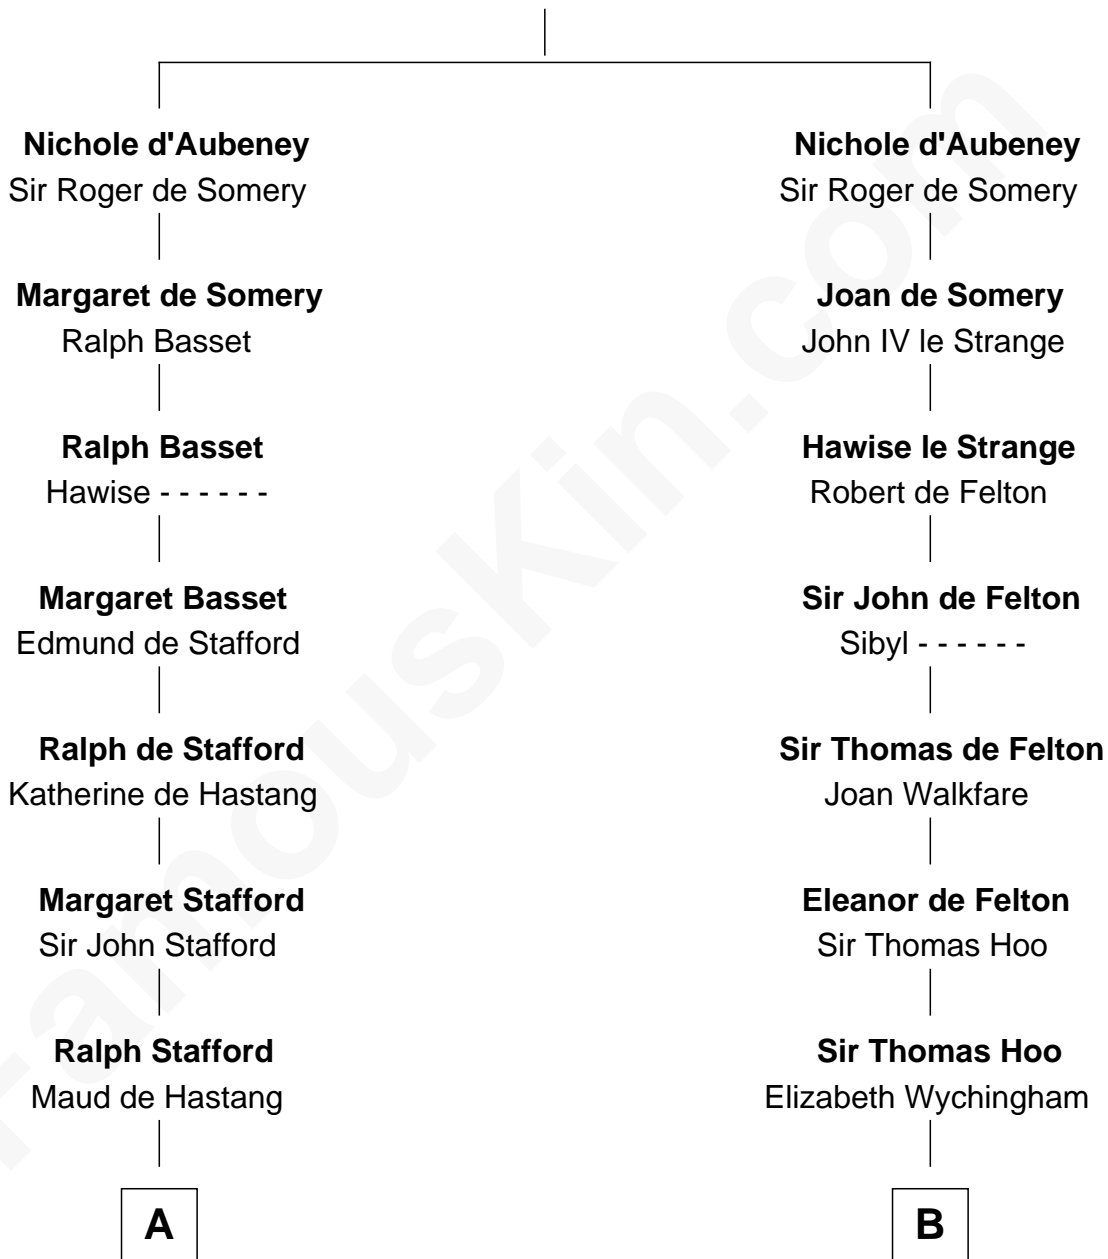 Nichole d'Aubeney
Sir Roger de Somery
Margaret de Somery
Ralph Basset
Ralph Basset
Hawise - - - - - -
Margaret Basset
Edmund de Stafford
Ralph de Stafford
Katherine de Hastang
Margaret Stafford
Sir John Stafford
Ralph Stafford
Maud de Hastang
A
Nichole d'Aubeney
Sir Roger de Somery
Joan de Somery
John IV le Strange
Hawise le Strange
Robert de Felton
Sir John de Felton
Sibyl - - - - - -
Sir Thomas de Felton
Joan Walkfare
Eleanor de Felton
Sir Thomas Hoo
Sir Thomas Hoo
Elizabeth Wychingham
B
FamousKin.com